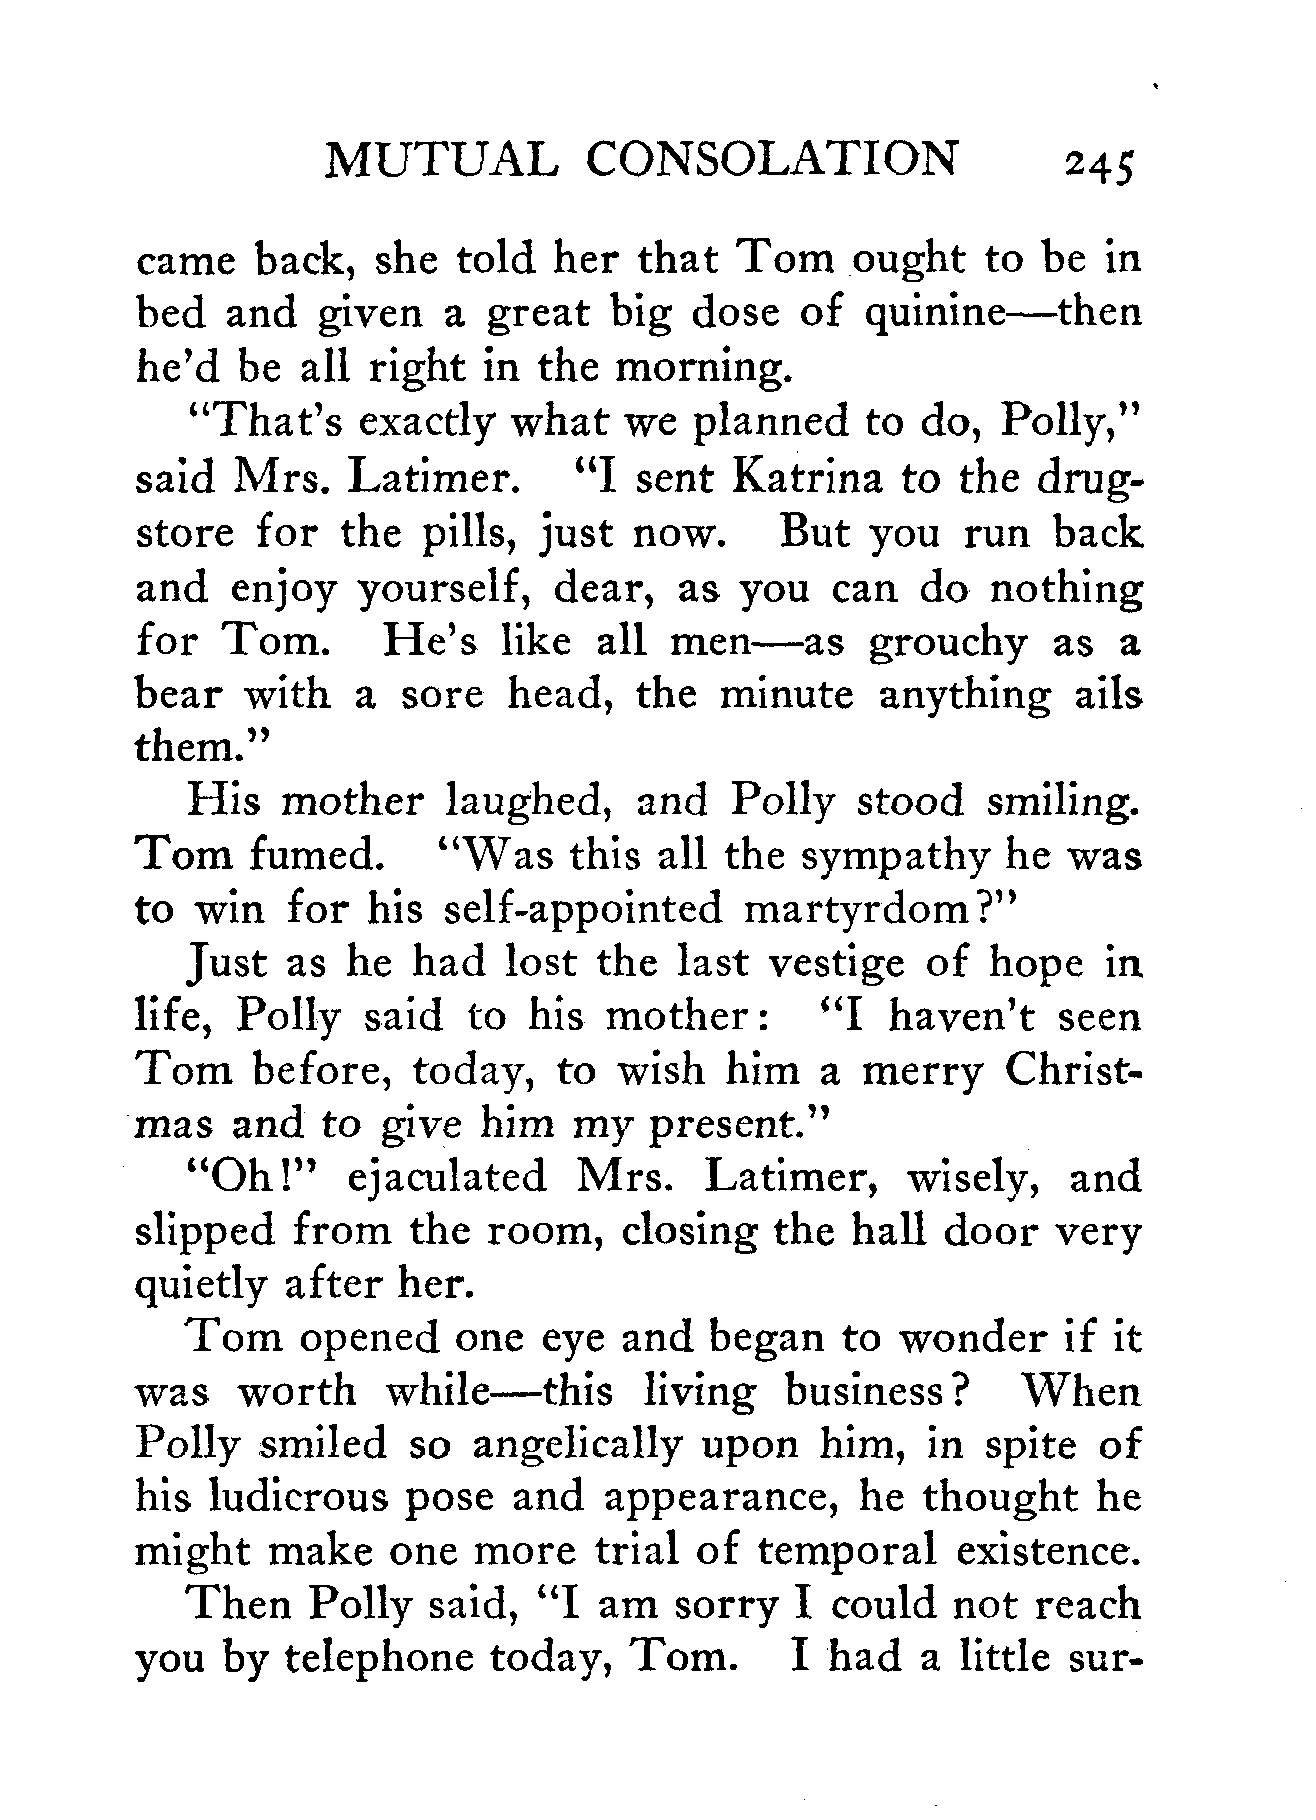 MUTUAL CONSOLATION 245
came back, she told her that Tom ought to be in
bed and given a great big dose of quinine—then
he'd be all right in the morning.
"That's exactly what we planned to do, Polly,"
said Mrs. Latimer. "I sent Katrina to the drug-
store for the pills, just now. But you run back
and enjoy yourself, dear, as you can do nothing
for Tom. He's like all men—as grouchy as a
bear with a sore head, the minute anything ails
them."
His mother laughed, and Polly stood smiling.
Tom fumed. "Was this all the sympathy he was
to win for his self-appointed martyrdom?"
Just as he had lost the last vestige of hope in
life, Polly said to his mother: "I haven't seen
Tom before, today, to wish him a merry Christ-
mas and to give him my present."
"Oh!" ejaculated Mrs. Latimer, wisely, and
slipped from the room, closing the hall door very
quietly after her.
Tom opened one eye and began to wonder if it
was worth while—this living business? When
Polly smiled so angelically upon him, in spite of
his ludicrous pose and appearance, he thought he
might make one more trial of temporal existence.
Then Polly said, "I am sorry I could not reach
you by telephone today, Tom. I had a little sur-